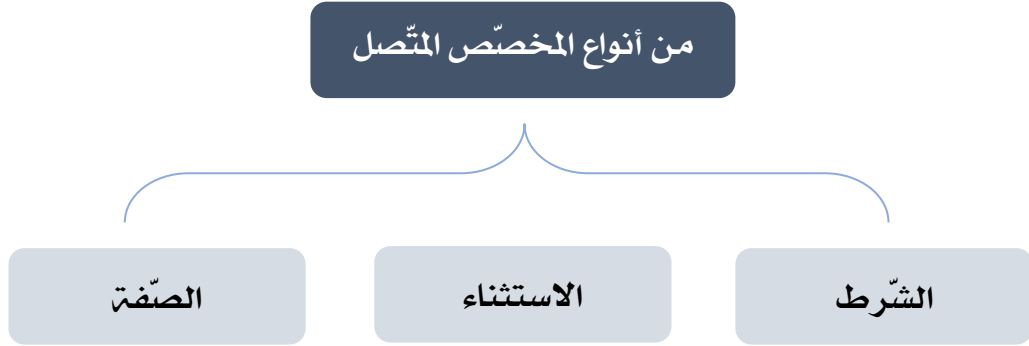 من أنواع المخصّص المتّصل
الشّرط
الاستثناء
الصّفة